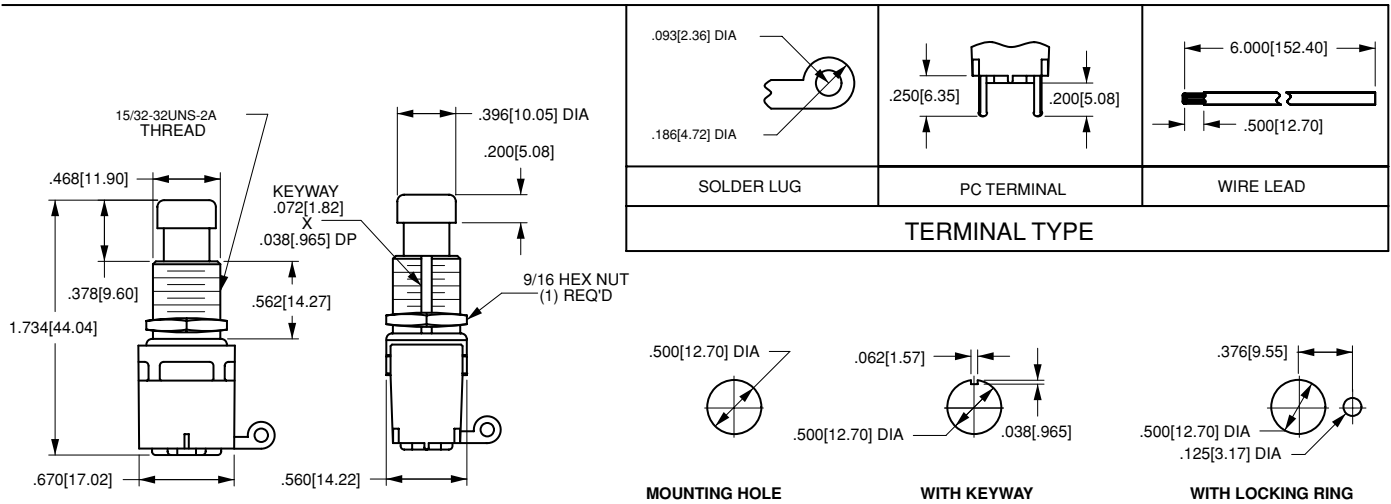 .093[2.36] DIA
.186[4.72] DIA
SOLDER LUG
.250[6.35]
.200[5.08]
PC TERMINAL
6.000[152.40]
.500[12.70]
WIRE LEAD
TERMINAL TYPE
15/32-32UNS-2A
THREAD
.468[11.90]
.378[9.60]
1.734[44.04]
.562[14.27]
.670[17.02]
KEYWAY
.072[1.82]
X
.038[.965] DP
.396[10.05] DIA
.200[5.08]
9/16 HEX NUT
(1) REQ'D
.560[14.22]
.500[12.70] DIA
MOUNTING HOLE
.062[1.57]
.500[12.70] DIA
.038[.965]
WITH KEYWAY
.376[9.55]
.500[12.70] DIA
.125[3.17] DIA
WITH LOCKING RING